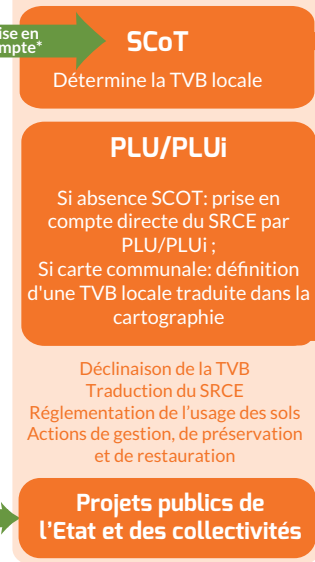 ise en
mpte*
SCoT
Détermine la TVB locale
PLU/PLUi
Si absence SCOT: prise en
compte directe du SRCE par
PLU/PLUi ;
Si carte communale: définition
d'une TVB locale traduite dans la
cartographie
Déclinaison de la TVB
Traduction du SRCE
Réglementation de l'usage des sols
Actions de gestion, de préservation
et de restauration
Projets publics de
l'Etat et des collectivités